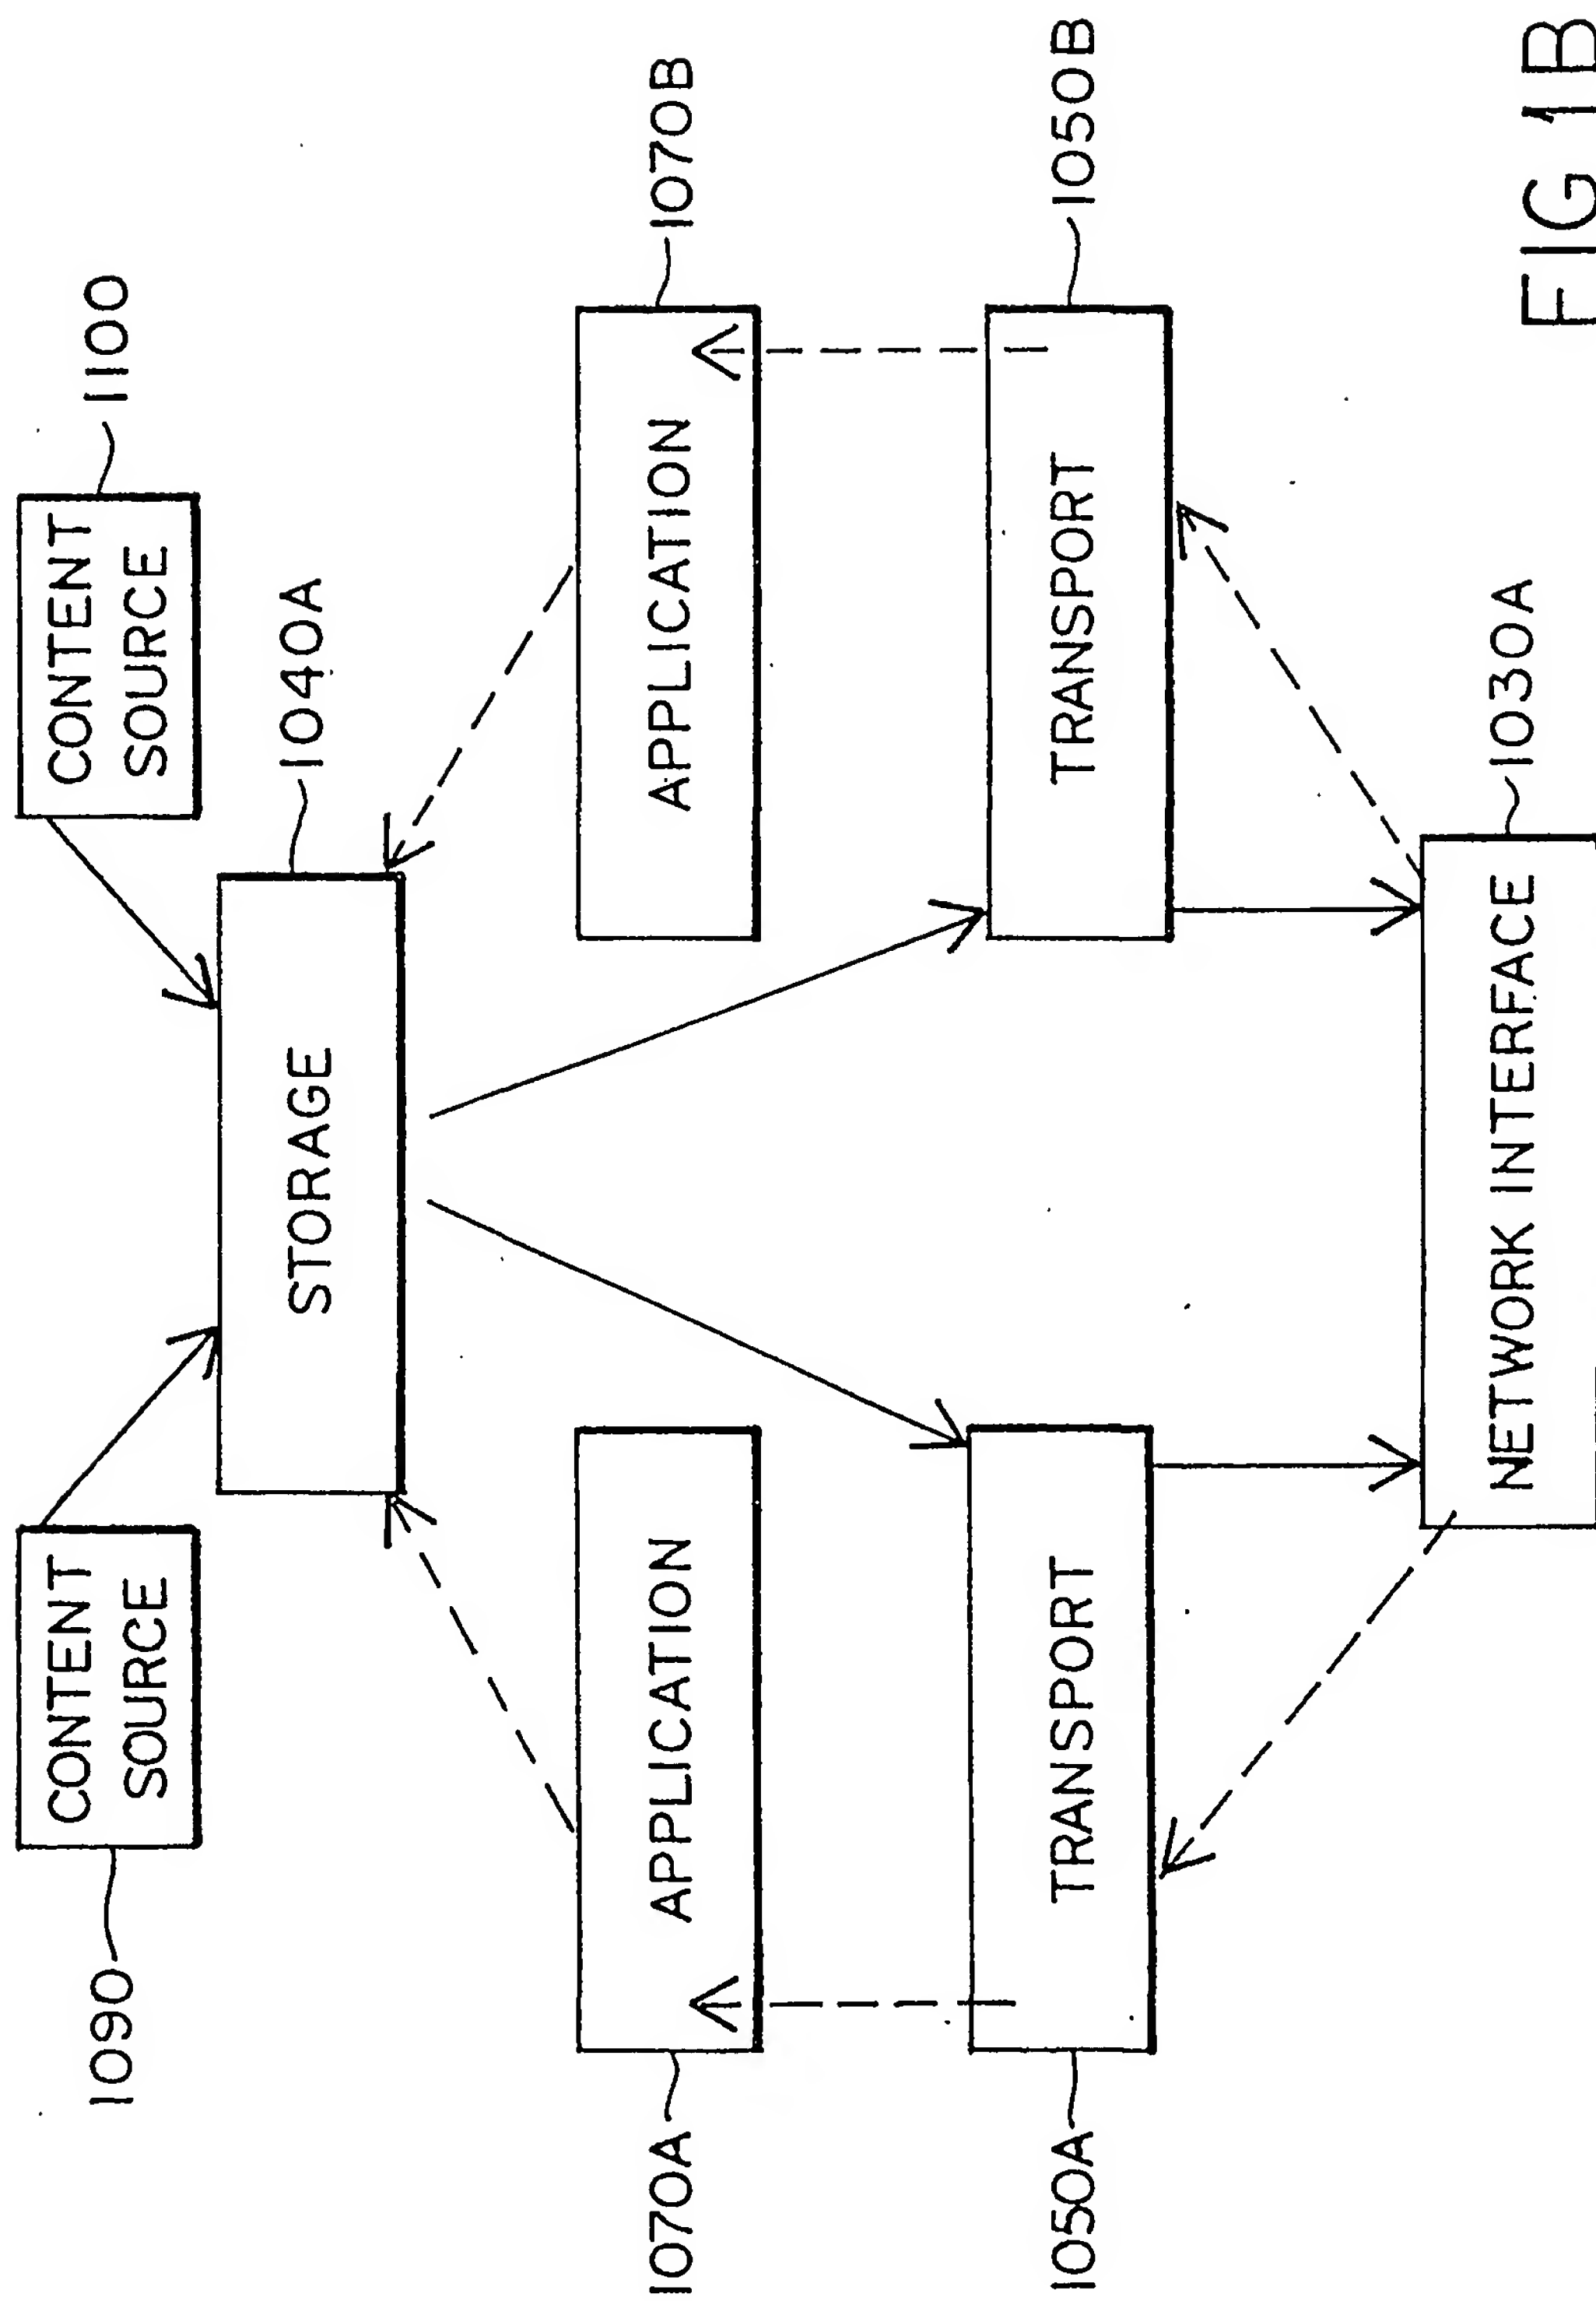 1090
CONTENT
SOURCE
CONTENT
SOURCE
1100
STORAGE
1040A
1070A
APPLICATION
APPLICATION
1070B
1050A
TRANSPORT
TRANSPORT
1050B
NETWORK INTERFACE
1030A
FIG 1B